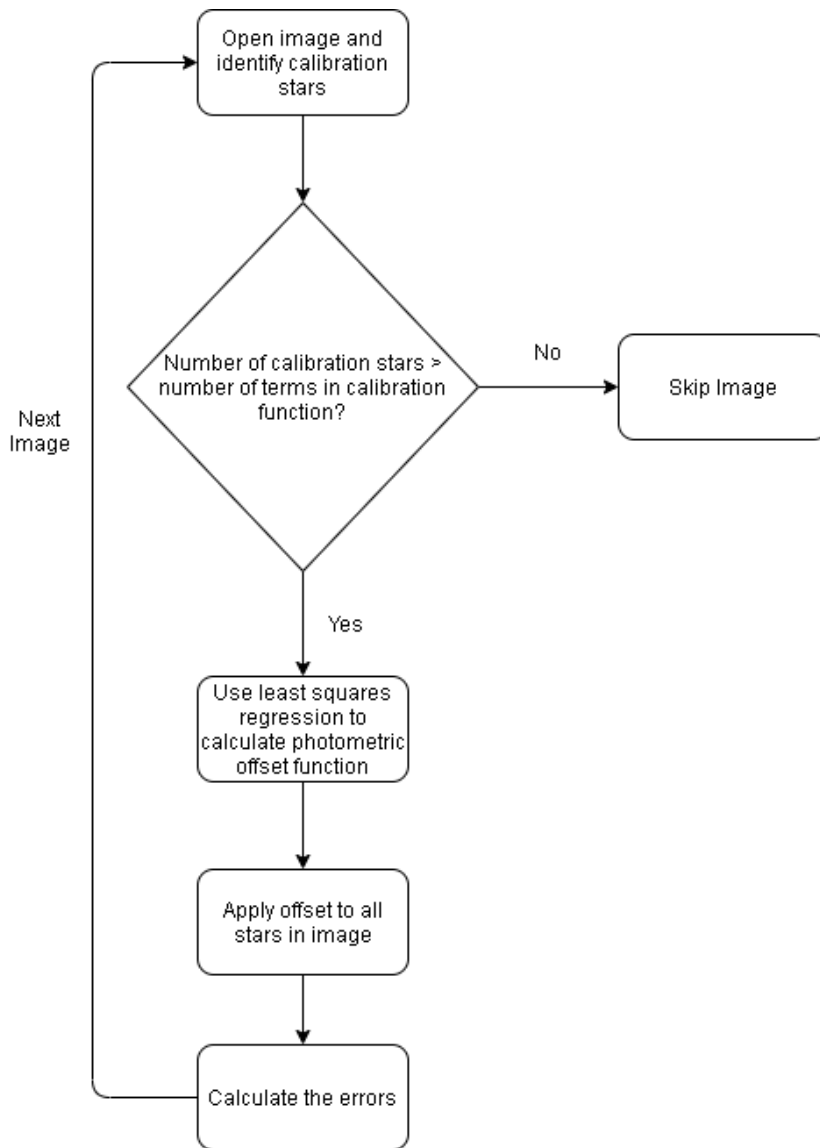 Open image and
identify calibration
stars
Number of calibration stars >
number of terms in calibration
function?
No
Skip Image
Next
Image
Yes
Use least squares
regression to
calculate photometric
offset function
Apply offset to all
stars in image
Calculate the errors